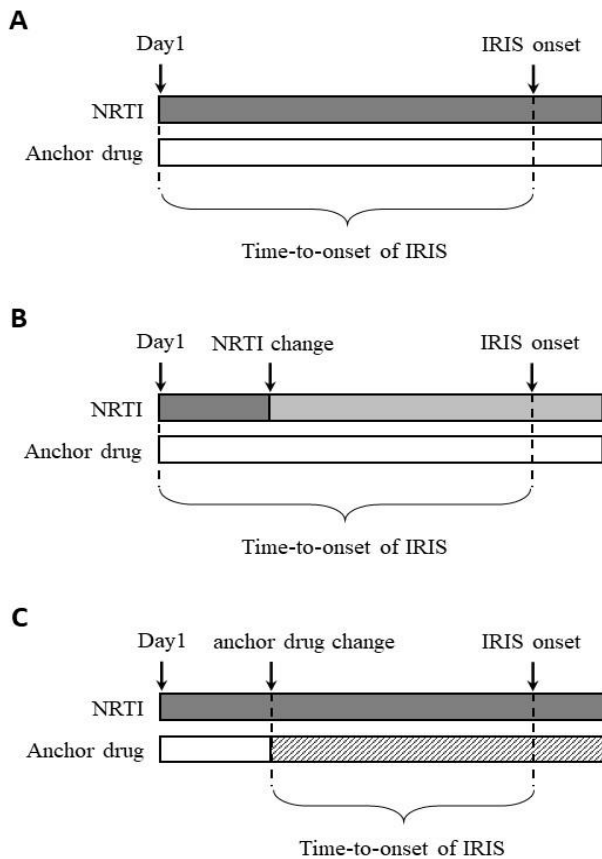 A
Day1 IRIS onset
NRTI
Anchor drug
Time-to-onset of IRIS
B
Day1 NRTI change IRIS onset
NRTI
Anchor drug
Time-to-onset of IRIS
C
Day1 anchor drug change IRIS onset
NRTI
Anchor drug
Time-to-onset of IRIS